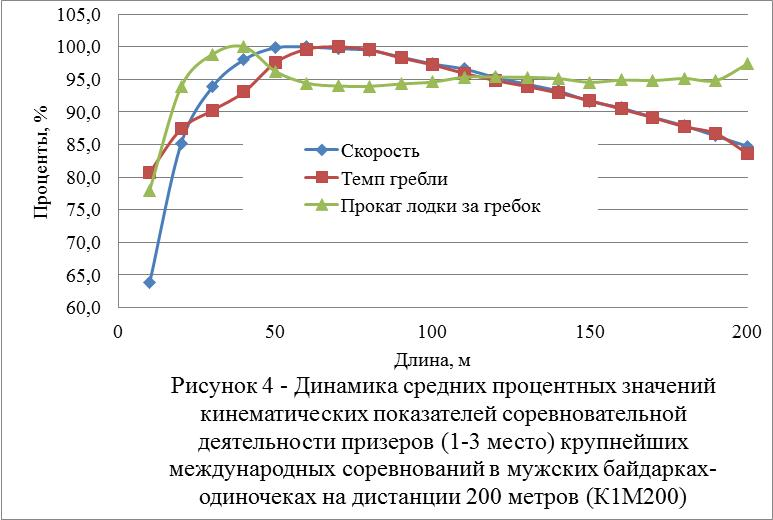 105,0
100,0
95,0
90,0
85,0
80,0
75,0
70,0
65,0
60,0
Проценты, %
Скорость
Темп гребли
Прокат лодки за гребок
0
50
100
150
200
Длина, м
Рисунок 4 - Динамика средних процентных значений
кинематических показателей соревновательной
деятельности призеров (1-3 место) крупнейших
международных соревнований в мужских байдарках-
одиночеках на дистанции 200 метров (К1М200)